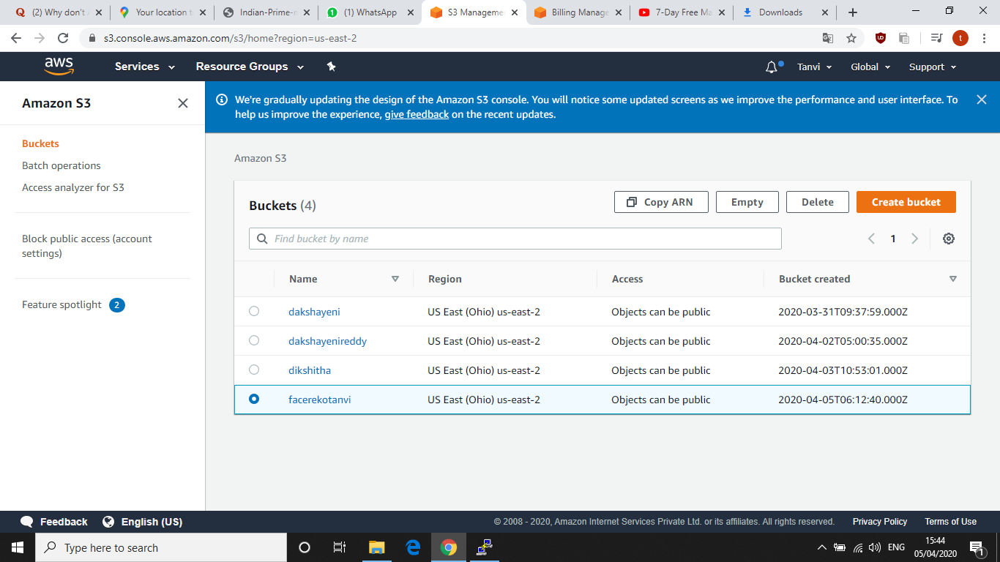 (2) Why don't
Your location t
Indian-Prime-r
(1) WhatsApp
S3 Manageme
Billing Manage
7-Day Free Ma
Downloads
s3.console.aws.amazon.com/s3/home?region=us-east-2
t
aws
Services
Resource Groups
Tanvi
Global
Support
Amazon S3
We're gradually updating the design of the Amazon S3 console. You will notice some updated screens as we improve the performance and user interface. To
help us improve the experience, give feedback on the recent updates.
Buckets
Batch operations
Access analyzer for S3
Block public access (account
settings)
Feature spotlight 2
Amazon S3
Buckets (4)
Copy ARN
Empty
Delete
Create bucket
Find bucket by name
1
Name Region Access Bucket created
dakshayeni US East (Ohio) us-east-2 Objects can be public 2020-03-31T09:37:59.000Z
dakshayenireddy US East (Ohio) us-east-2 Objects can be public 2020-04-02T05:00:35.000Z
dikshitha US East (Ohio) us-east-2 Objects can be public 2020-04-03T10:53:01.000Z
facerekotanvi US East (Ohio) us-east-2 Objects can be public 2020-04-05T06:12:40.000Z
Feedback
English (US)
© 2008 - 2020, Amazon Internet Services Private Ltd. or its affiliates. All rights reserved.
Privacy Policy
Terms of Use
Type here to search
ENG
15:44
05/04/2020
1